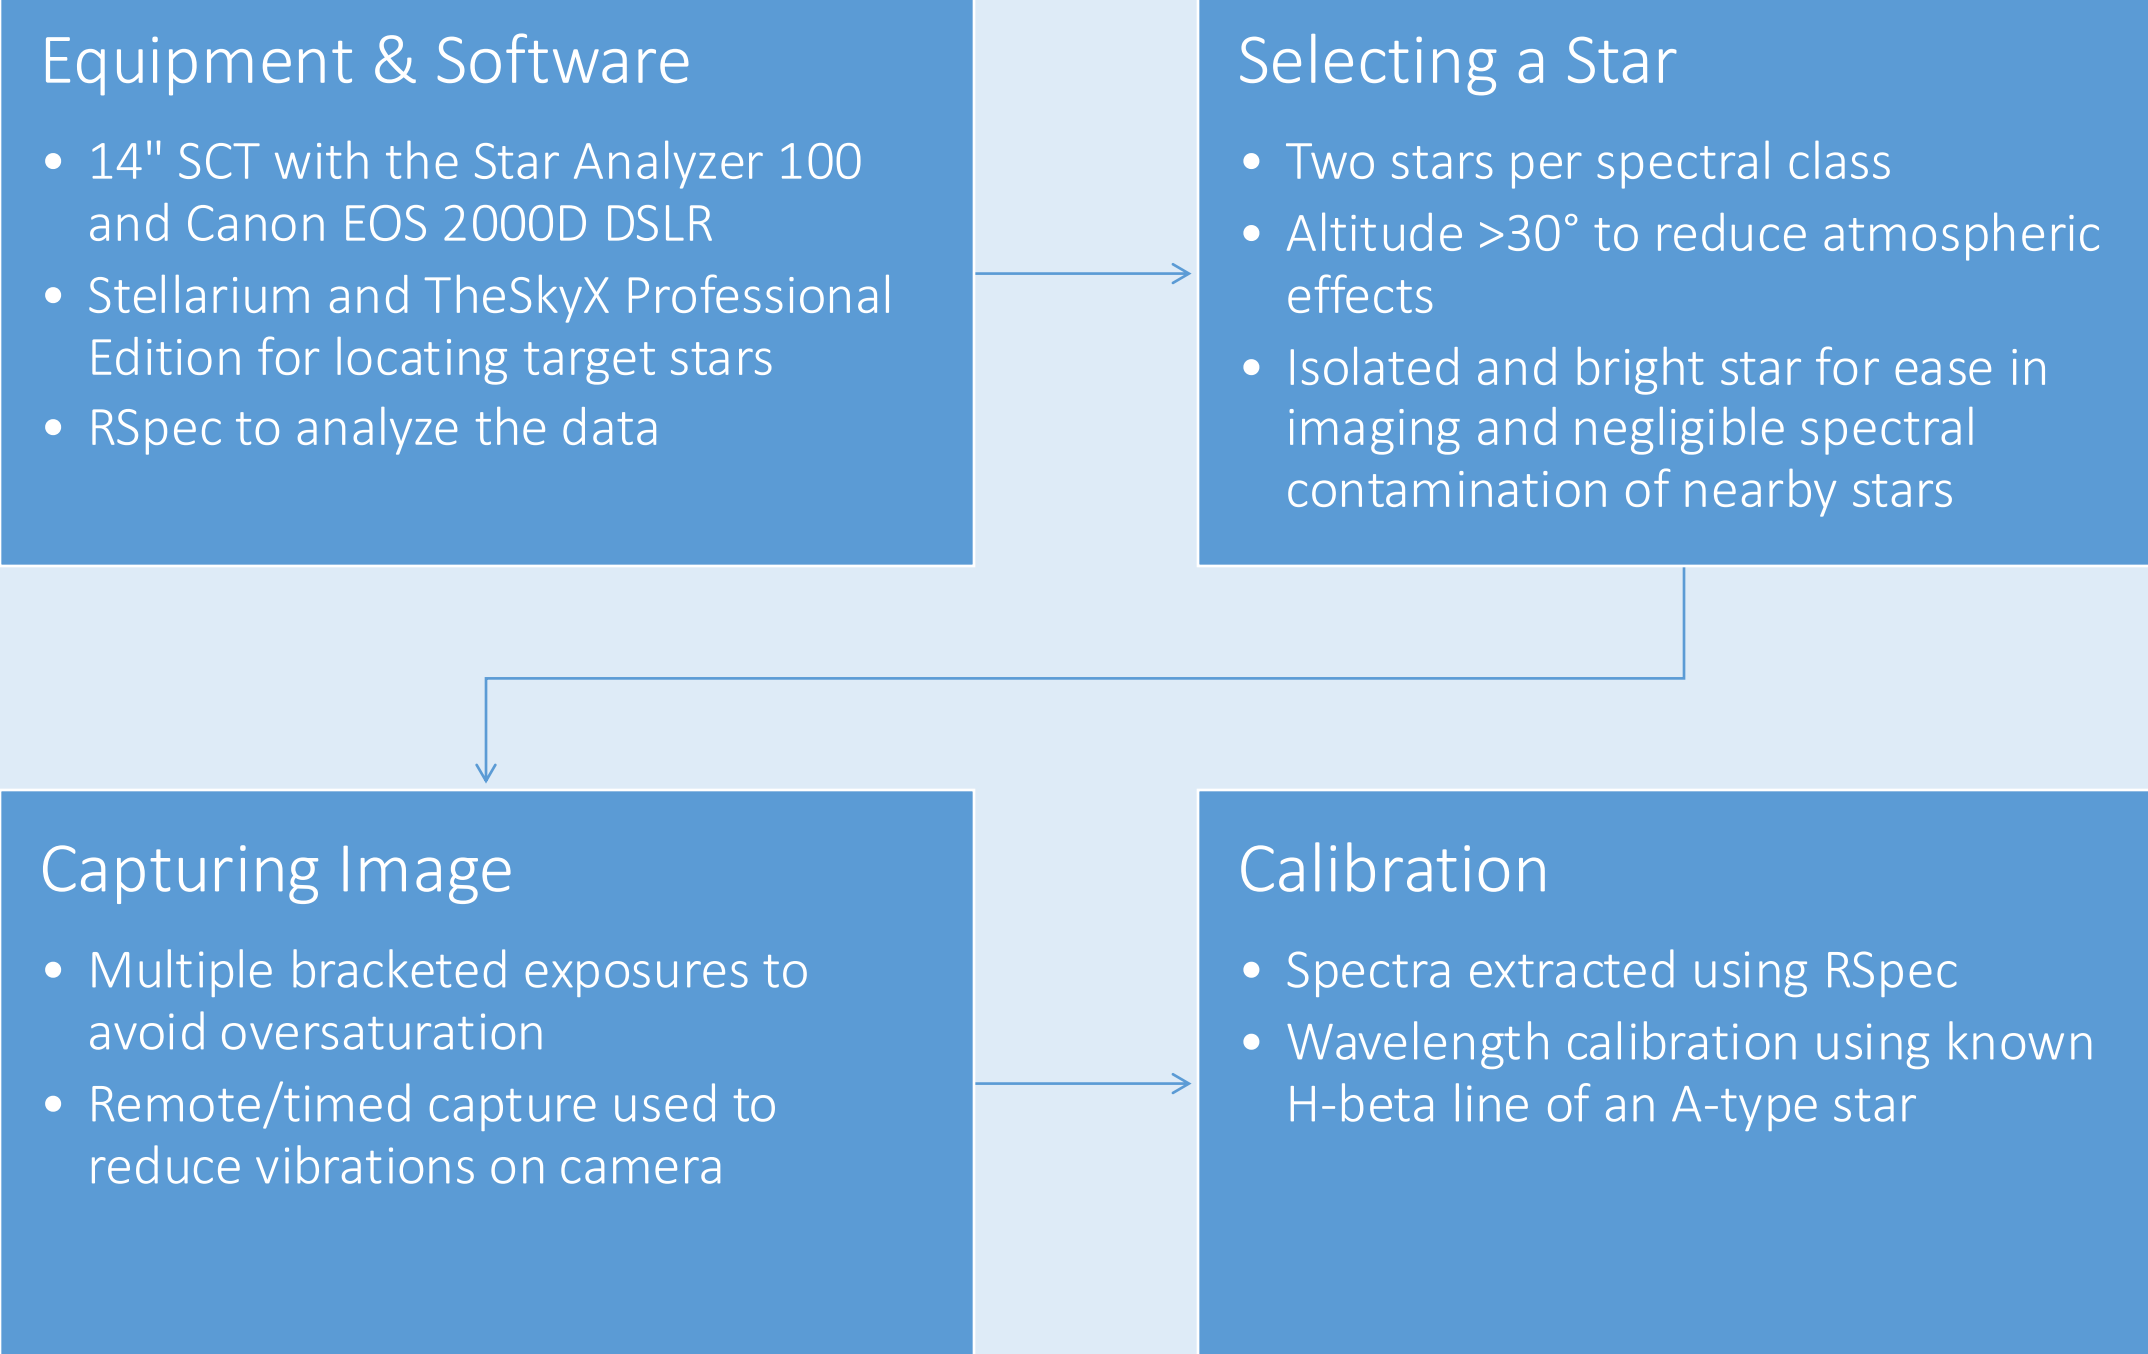 Equipment & Software
• 14" SCT with the Star Analyzer 100
and Canon EOS 2000D DSLR
• Stellarium and TheSkyX Professional
Edition for locating target stars
• RSpec to analyze the data
Selecting a Star
• Two stars per spectral class
• Altitude >30° to reduce atmospheric
effects
• Isolated and bright star for ease in
imaging and negligible spectral
contamination of nearby stars
Capturing Image
• Multiple bracketed exposures to
avoid oversaturation
• Remote/timed capture used to
reduce vibrations on camera
Calibration
• Spectra extracted using RSpec
• Wavelength calibration using known
H-beta line of an A-type star